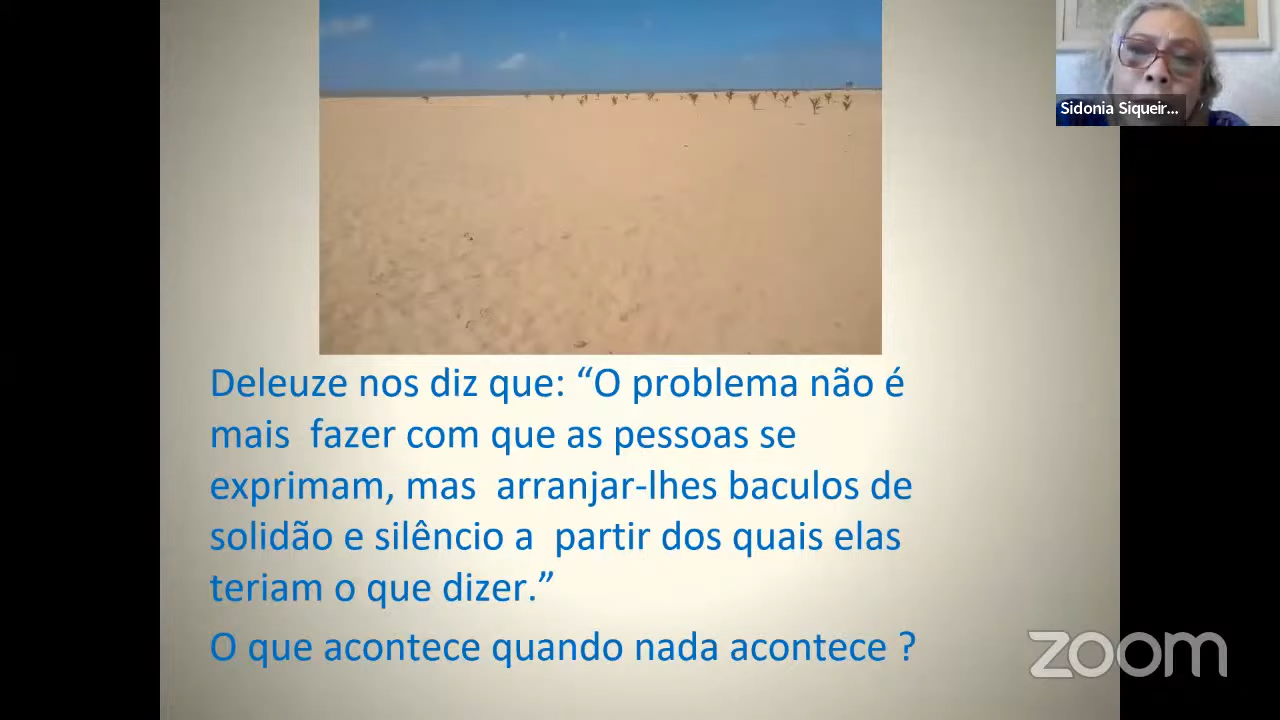 Sidonia Siqueir...
Deleuze nos diz que: “O problema não é
mais fazer com que as pessoas se
exprimam, mas arranjar-lhes baculos de
solidão e silêncio a partir dos quais elas
teriam o que dizer.”
O que acontece quando nada acontece ?
zoom